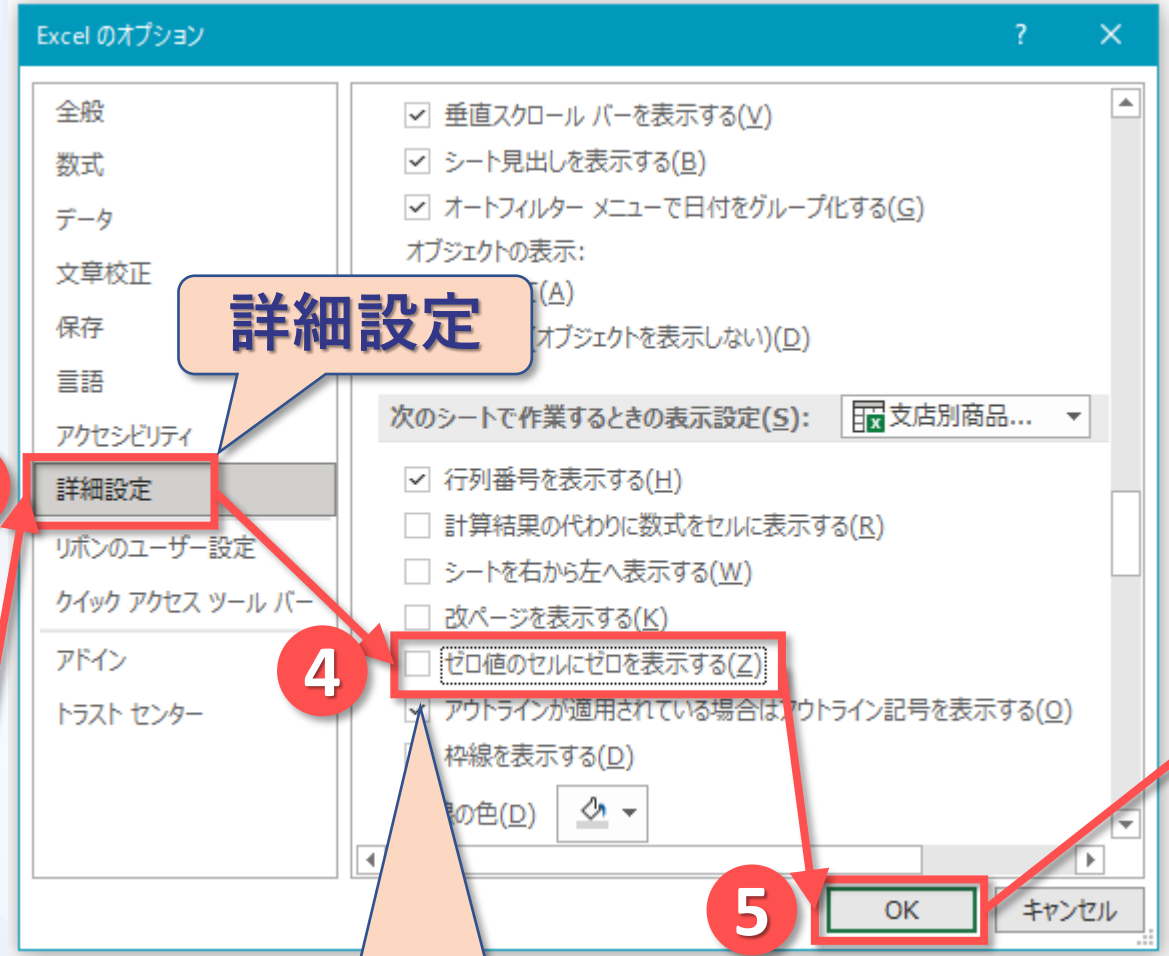 Excel のオプション
?
全般
数式
データ
文章校正
保存
言語
アクセシビリティ
詳細設定
リボンのユーザー設定
クイック アクセス ツール バー
アドイン
トラスト センター
詳細設定
垂直スクロール バーを表示する(V)
シート見出しを表示する(B)
オートフィルター メニューで日付をグループ化する(G)
オブジェクトの表示:
(A)
(オブジェクトを表示しない)(D)
次のシートで作業するときの表示設定(S): 支店別商品...
行列番号を表示する(H)
計算結果の代わりに数式をセルに表示する(R)
シートを右から左へ表示する(W)
改ページを表示する(K)
4 ゼロ値のセルにゼロを表示する(Z)
アウトラインが適用されている場合はアウトライン記号を表示する(O)
枠線を表示する(D)
の色(D)
5 OK キャンセル